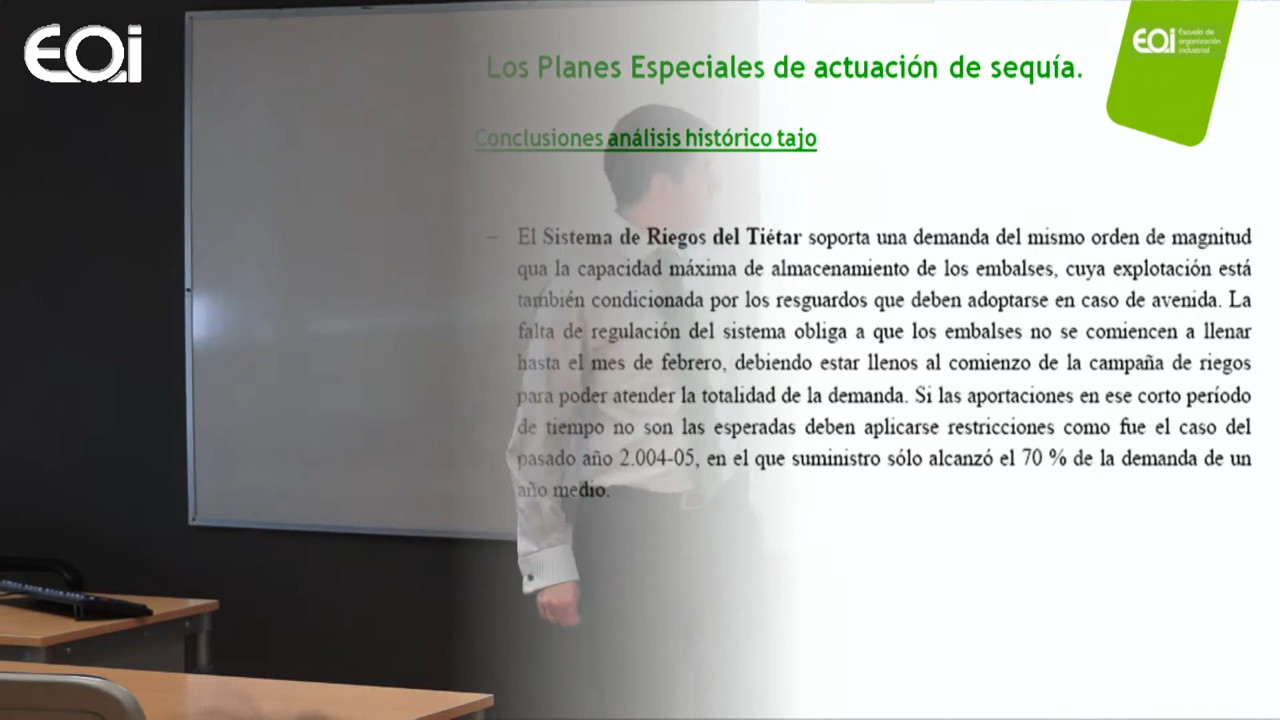 EOi
EOi Escuela de
organización
industrial
Los Planes Especiales de actuación de sequía.
Conclusiones análisis histórico tajo
– El Sistema de Riegos del Tiétar soporta una demanda del mismo orden de magnitud
qua la capacidad máxima de almacenamiento de los embalses, cuya explotación está
también condicionada por los resguardos que deben adoptarse en caso de avenida. La
falta de regulación del sistema obliga a que los embalses no se comiencen a llenar
hasta el mes de febrero, debiendo estar llenos al comienzo de la campaña de riegos
para poder atender la totalidad de la demanda. Si las aportaciones en ese corto período
de tiempo no son las esperadas deben aplicarse restricciones como fue el caso del
pasado año 2.004-05, en el que suministro sólo alcanzó el 70 % de la demanda de un
año medio.